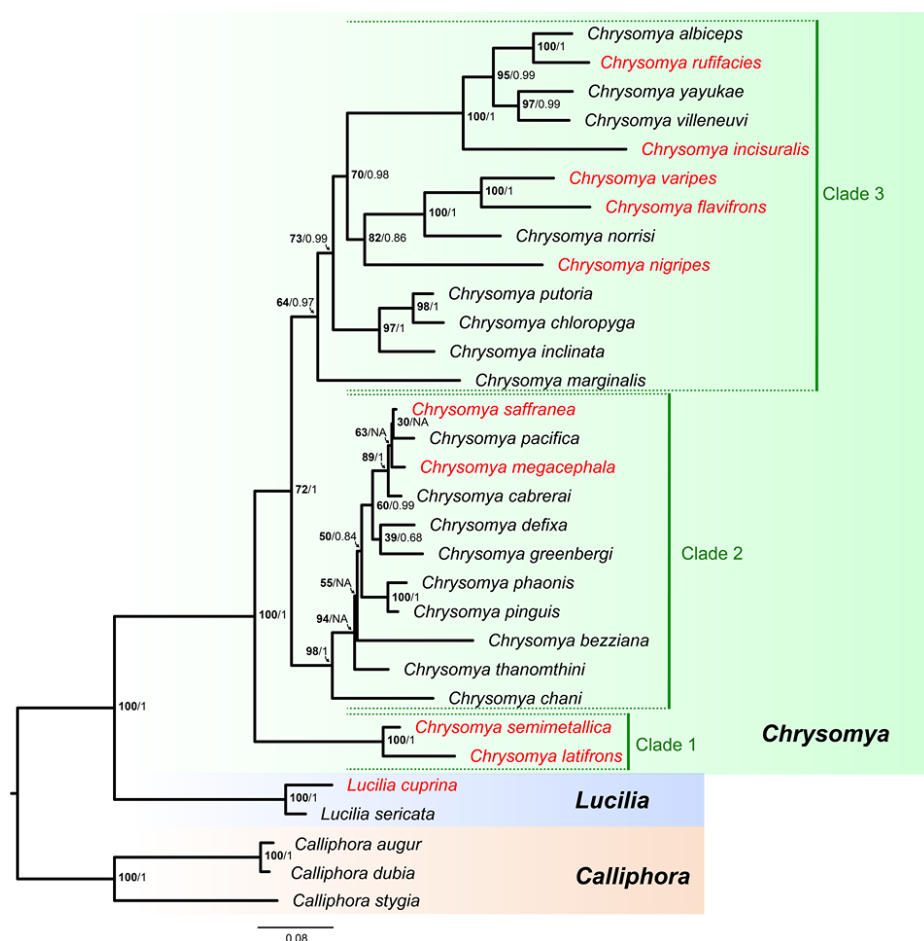 Chrysomya albiceps
100/1
Chrysomya rufifacies
95/0.99
Chrysomya yayukae
97/0.99
100/1
Chrysomya villeneuvi
Chrysomya incisuralis
70/0.98
Chrysomya varipes
100/1
Clade 3
Chrysomya flavifrons
100/1
73/0.99
82/0.86
Chrysomya norrisi
Chrysomya nigripes
Chrysomya putoria
64/0.97
98/1
Chrysomya chloropyga
97/1
Chrysomya inclinata
Chrysomya marginalis
Chrysomya saffranea
30/NA
63/NA
Chrysomya pacifica
89/1
Chrysomya megacephala
72/1
Chrysomya cabrerai
60/0.99
Chrysomya defixa
50/0.84
39/0.68
Chrysomya greenbergi
Clade 2
55/NA
Chrysomya phaonis
100/1
Chrysomya pinguis
94/NA
100/1
Chrysomya bezziana
98/1
Chrysomya thanomthini
Chrysomya chani
100/1
Chrysomya semimetallica
100/1
Clade 1
Chrysomya
Chrysomya latifrons
Lucilia cuprina
100/1
Lucilia
Lucilia sericata
Calliphora augur
100/1
Calliphora dubia
100/1
Calliphora
Calliphora stygia
0.08